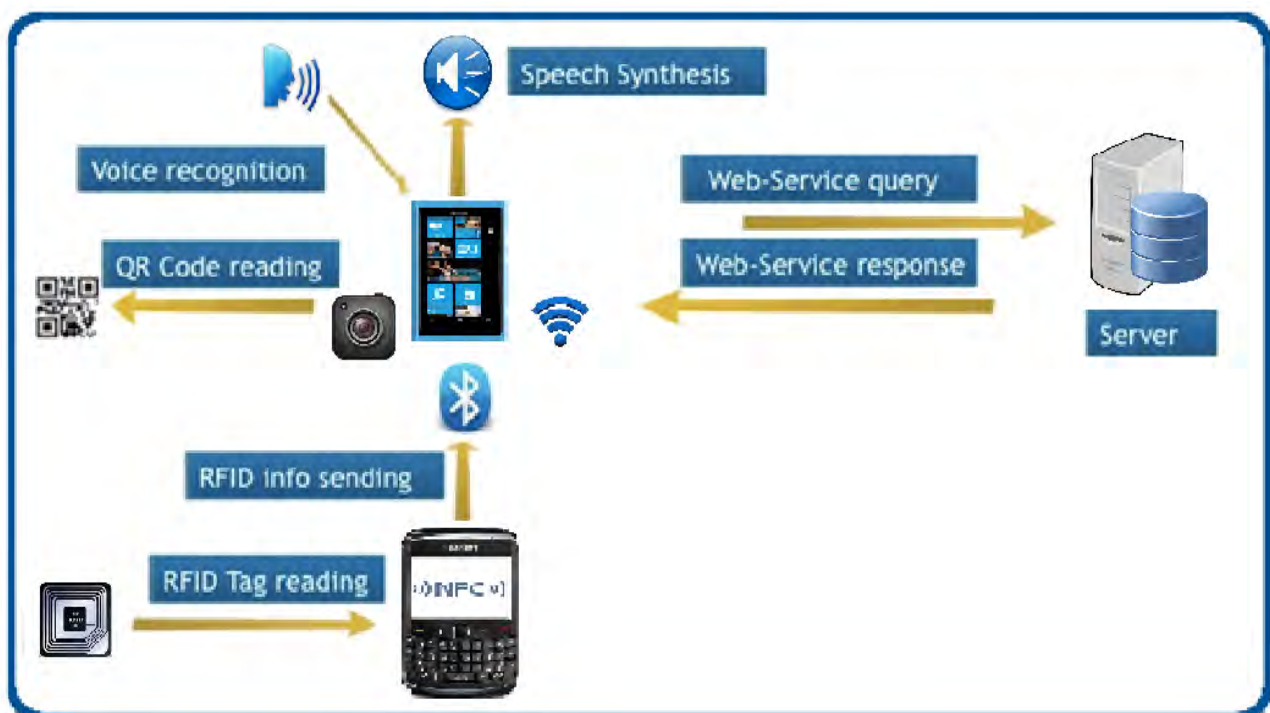 Speech Synthesis
Voice recognition
Web-Service query
QR Code reading
Web-Service response
Server
RFID info sending
RFID Tag reading
NFC